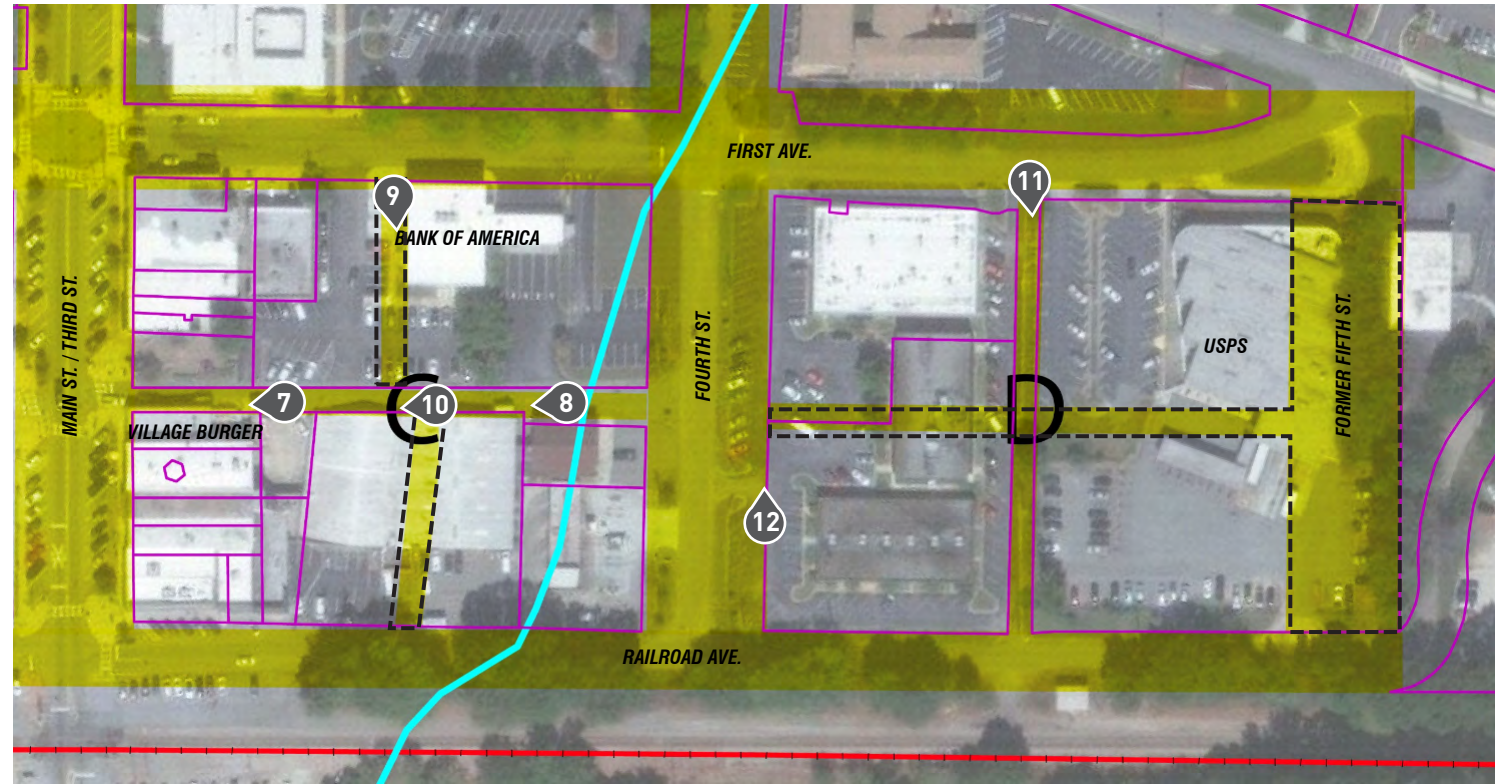 FIRST AVE.
11
9
BANK OF AMERICA
MAIN ST. / THIRD ST.
FOURTH ST.
USPS
FORMER FIFTH ST.
7
C
10
8
D
VILLAGE BURGER
12
RAILROAD AVE.